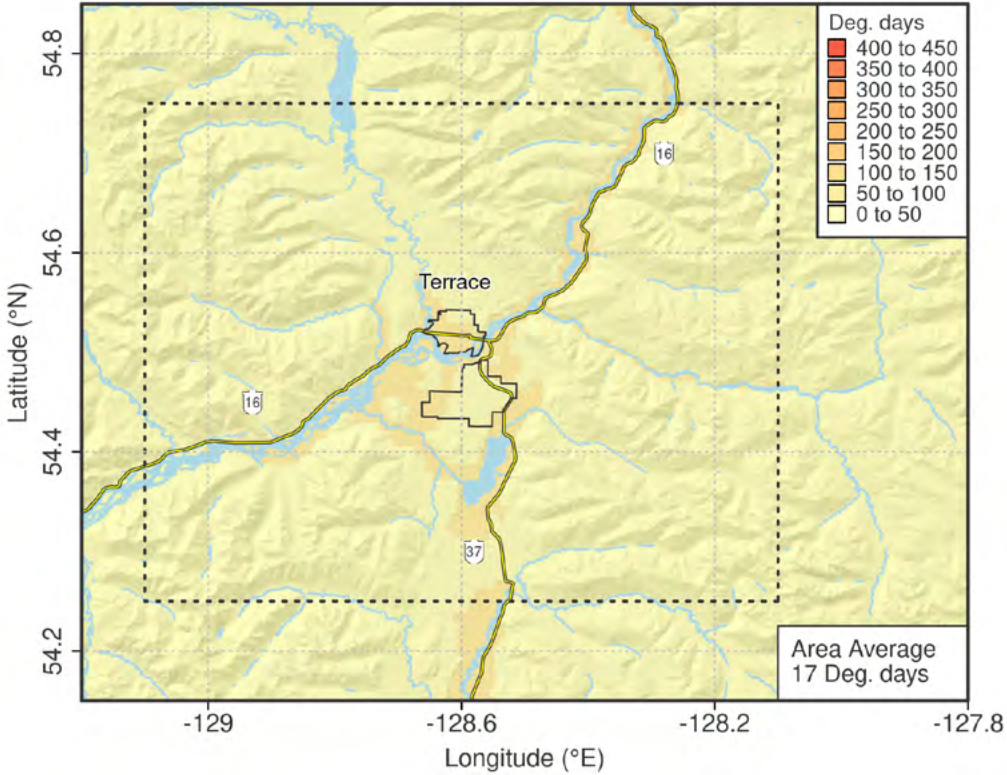 Deg. days
400 to 450
350 to 400
300 to 350
250 to 300
200 to 250
150 to 200
100 to 150
50 to 100
0 to 50
54.8
54.6
54.4
54.2
Latitude (°N)
16
Terrace
16
37
Area Average
17 Deg. days
-129
-128.6
-128.2
-127.8
Longitude (°E)